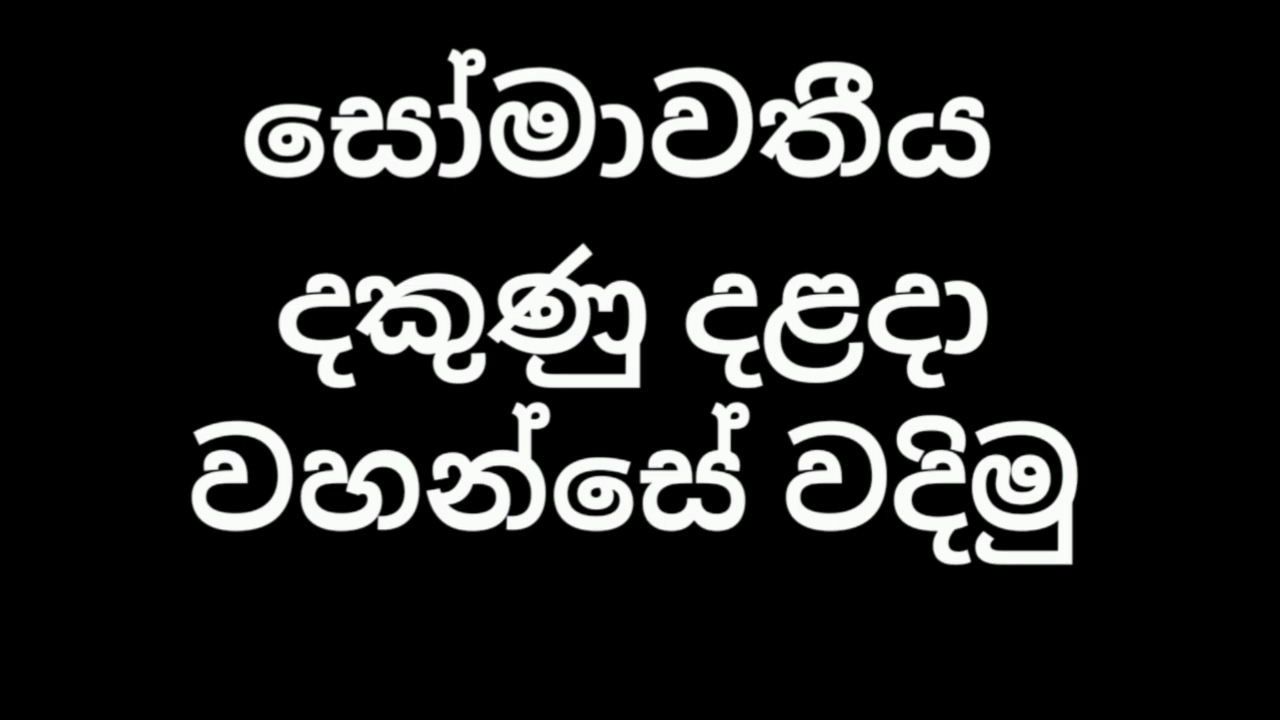 සෝමාවතීය
දකුණු දළදා
වහන්සේ වදිමු